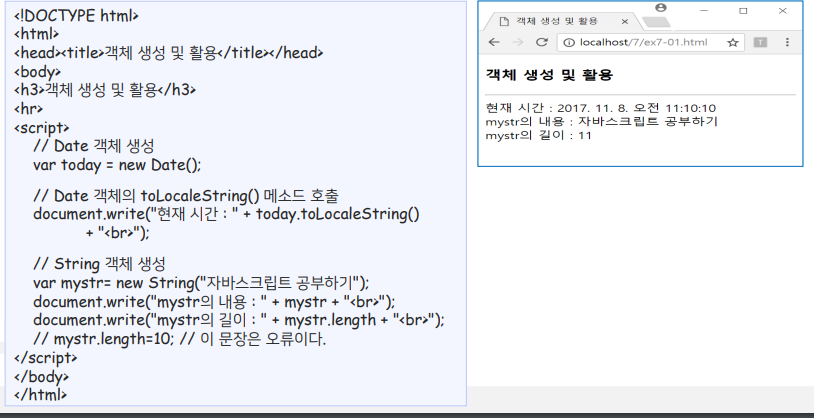 <!DOCTYPE html>
<html>
<head><title>객체 생성 및 활용</title></head>
<body>
<h3>객체 생성 및 활용</h3>
<hr>
<script>
// Date 객체 생성
var today = new Date();
// Date 객체의 toLocaleString() 메소드 호출
document.write("현재 시간 : " + today.toLocaleString()
+ "<br>");
// String 객체 생성
var mystr= new String("자바스크립트 공부하기");
document.write("mystr의 내용 : " + mystr + "<br>");
document.write("mystr의 길이 : " + mystr.length + "<br>");
// mystr.length=10; // 이 문장은 오류이다.
</script>
</body>
</html>
객체 생성 및 활용
localhost/7/ex7-01.html
객체 생성 및 활용
현재 시간 : 2017. 11. 8. 오전 11:10:10
mystr의 내용 : 자바스크립트 공부하기
mystr의 길이 : 11